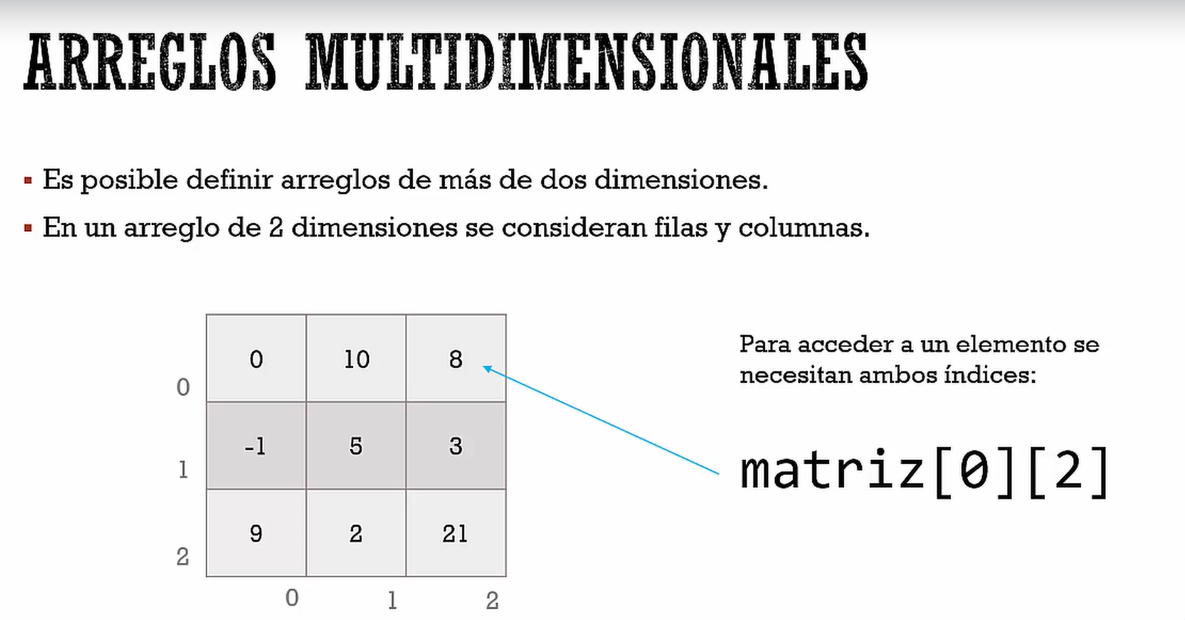 ARREGLOS MULTIDIMENSIONALES
▪ Es posible definir arreglos de más de dos dimensiones.
▪ En un arreglo de 2 dimensiones se consideran filas y columnas.
Para acceder a un elemento se
necesitan ambos índices:
matriz[0][2]
0 10 8
0
-1 5 3
1
9 2 21
2
0 1 2